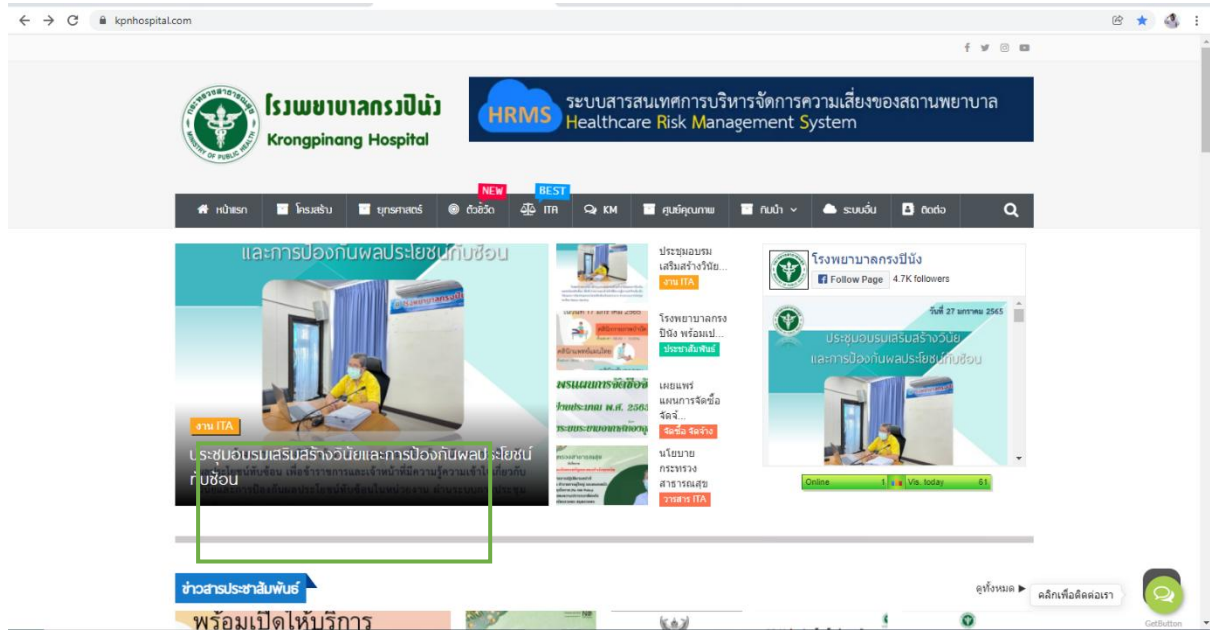 kpnhospital.com
กระทรวงสาธารณสุข
MINISTRY OF PUBLIC HEALTH
โรงพยาบาลกรงปินัง
Krongpinang Hospital
HRMS
ระบบสารสนเทศการบริหารจัดการความเสี่ยงของสถานพยาบาล
Healthcare Risk Management System
NEW
BEST
หน้าแรก
โครงสร้าง
ยุทธศาสตร์
ตัวชี้วัด
ITA
KM
ศูนย์คุณภาพ
กินน้ำ
ระบบอื่น
ติดต่อ
และการป้องกันผลประโยชน์ทับซ้อน
งาน ITA
ประชุมอบรมเสริมสร้างวินัยและการป้องกันผลประโยชน์
ทับซ้อน
ประชุมอบรม
เสริมสร้างวินัย...
งาน ITA
โรงพยาบาลกรง
ปินัง พร้อมเป...
ประชาสัมพันธ์
เผยแพร่
แผนการจัดซื้อ
จัดจ้...
จัดซื้อ จัดจ้าง
นโยบาย
กระทรวง
สาธารณสุข
วารสาร ITA
โรงพยาบาลกรงปินัง
Follow Page
4.7K followers
วันที่ 27 มกราคม 2565
ประชุมอบรมเสริมสร้างวินัย
และการป้องกันผลประโยชน์ทับซ้อน
Online 1
Vis. today 61
ข่าวสารประชาสัมพันธ์
ดูทั้งหมด
คลิกเพื่อติดต่อเรา
GetButton
พร้อมเปิดให้บริการ